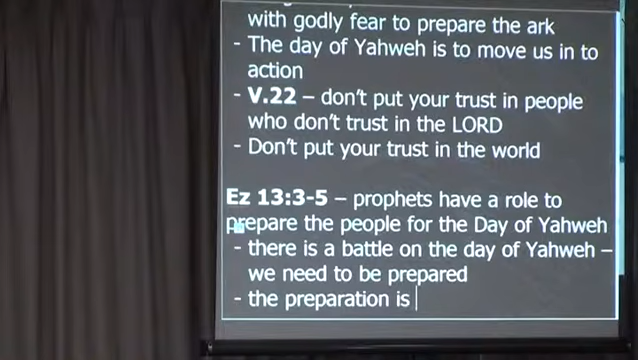 with godly fear to prepare the ark
- The day of Yahweh is to move us in to
action
- V.22 – don't put your trust in people
who don't trust in the LORD
- Don't put your trust in the world
Ez 13:3-5 – prophets have a role to
prepare the people for the Day of Yahweh
- there is a battle on the day of Yahweh –
we need to be prepared
- the preparation is